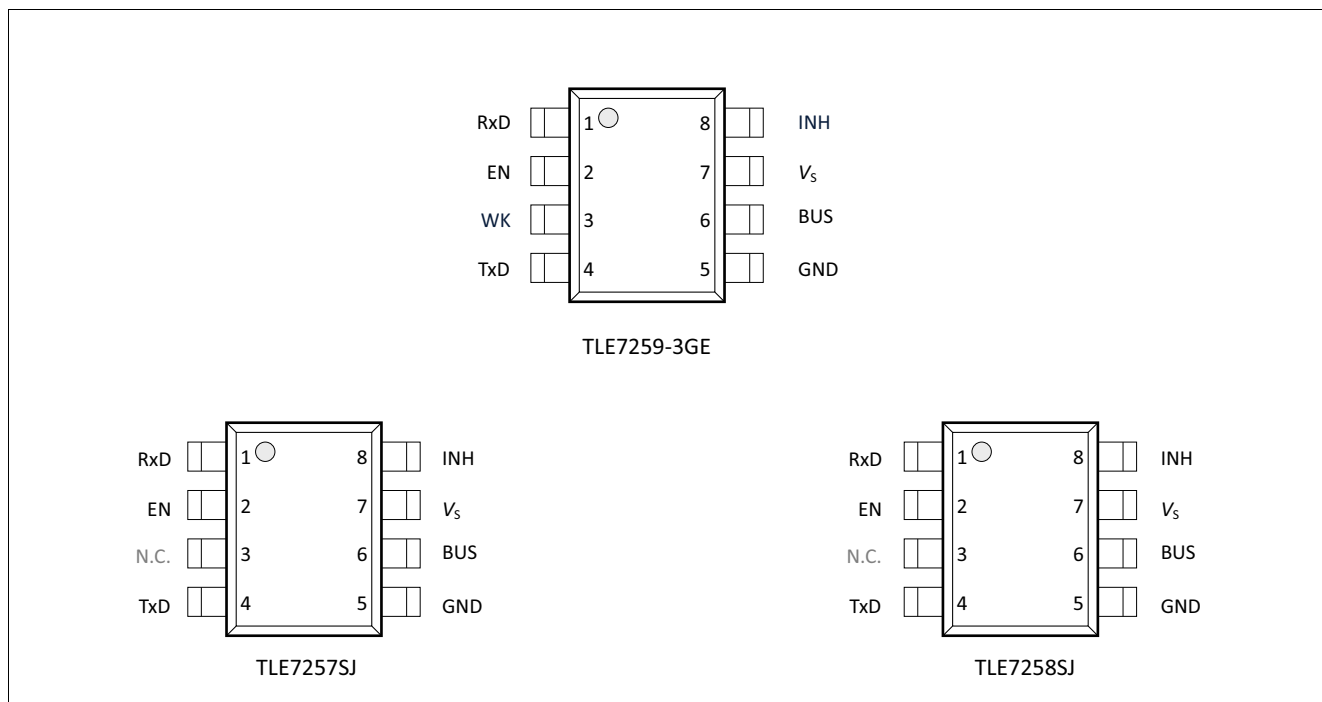 RxD 1 8 INH
EN 2 7 VS
WK 3 6 BUS
TxD 4 5 GND
TLE7259-3GE
RxD 1 8 INH
EN 2 7 VS
N.C. 3 6 BUS
TxD 4 5 GND
TLE7257SJ
RxD 1 8 INH
EN 2 7 VS
N.C. 3 6 BUS
TxD 4 5 GND
TLE7258SJ